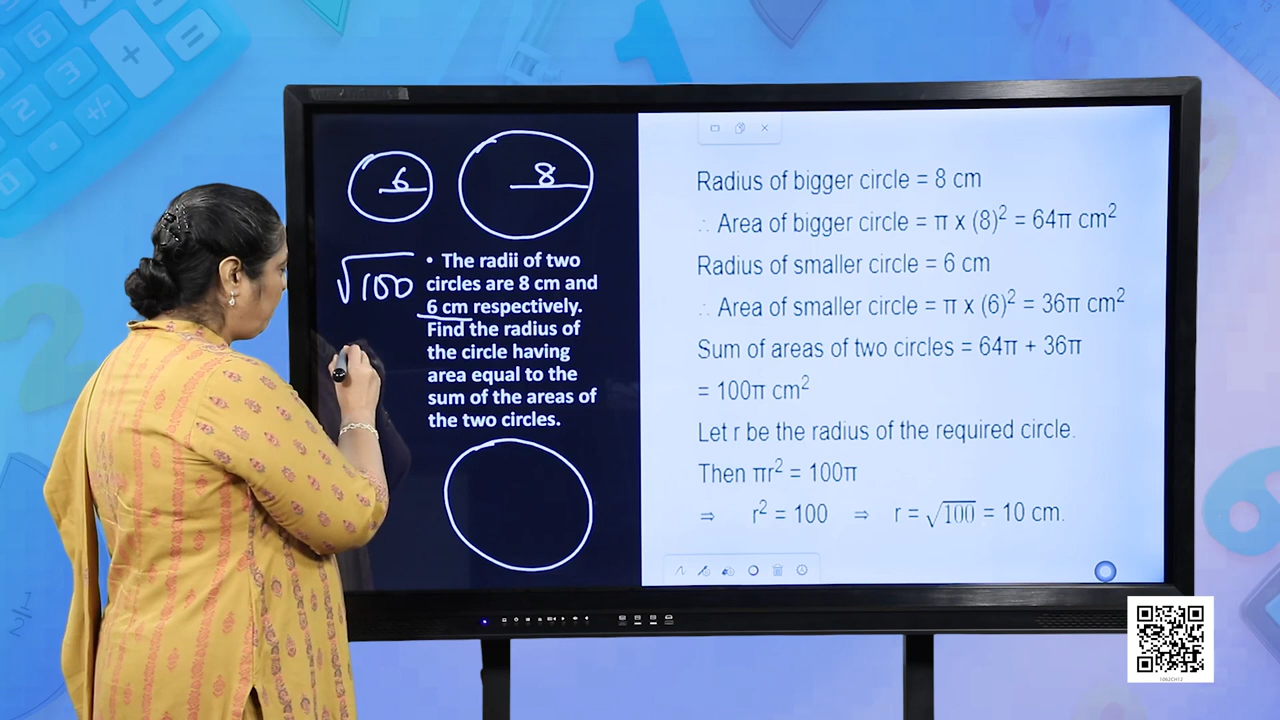 6
8
√100
• The radii of two
circles are 8 cm and
6 cm respectively.
Find the radius of
the circle having
area equal to the
sum of the areas of
the two circles.
Radius of bigger circle = 8 cm
∴ Area of bigger circle = π x (8)² = 64π cm²
Radius of smaller circle = 6 cm
∴ Area of smaller circle = π x (6)² = 36π cm²
Sum of areas of two circles = 64π + 36π
= 100π cm²
Let r be the radius of the required circle.
Then πr² = 100π
⇒ r² = 100 ⇒ r = √100 = 10 cm.
1062CH12